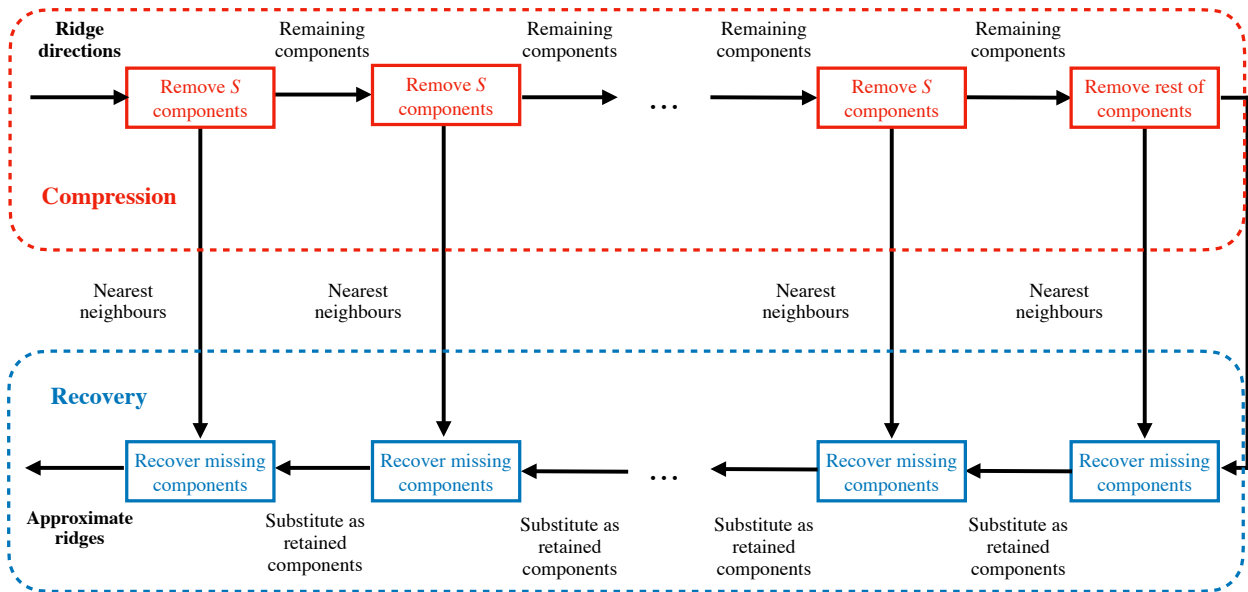 Ridge
directions
Remaining
components
Remaining
components
Remaining
components
Remaining
components
Remove S
components
Remove S
components
...
Remove S
components
Remove rest of
components
Compression
Nearest
neighbours
Nearest
neighbours
Nearest
neighbours
Nearest
neighbours
Recovery
Recover missing
components
Recover missing
components
...
Recover missing
components
Recover missing
components
Approximate
ridges
Substitute as
retained
components
Substitute as
retained
components
Substitute as
retained
components
Substitute as
retained
components